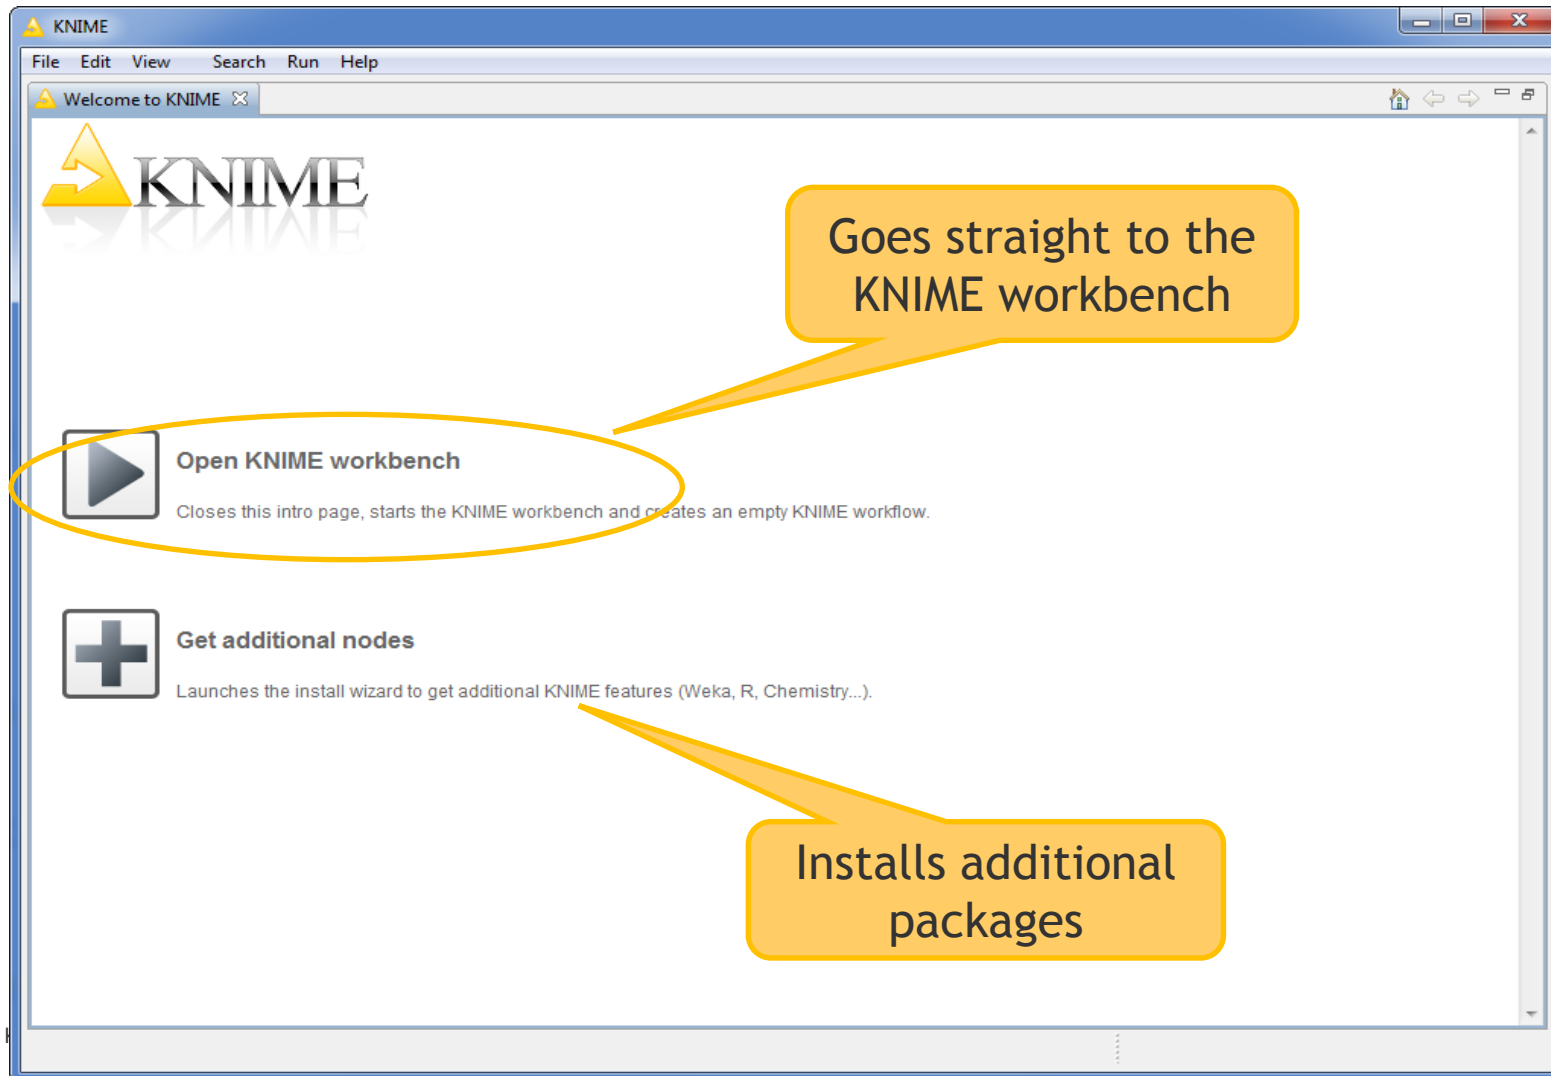 KNIME
File Edit View Search Run Help
Welcome to KNIME
KNIME
Goes straight to the
KNIME workbench
Open KNIME workbench
Closes this intro page, starts the KNIME workbench and creates an empty KNIME workflow.
Get additional nodes
Launches the install wizard to get additional KNIME features (Weka, R, Chemistry...).
Installs additional
packages